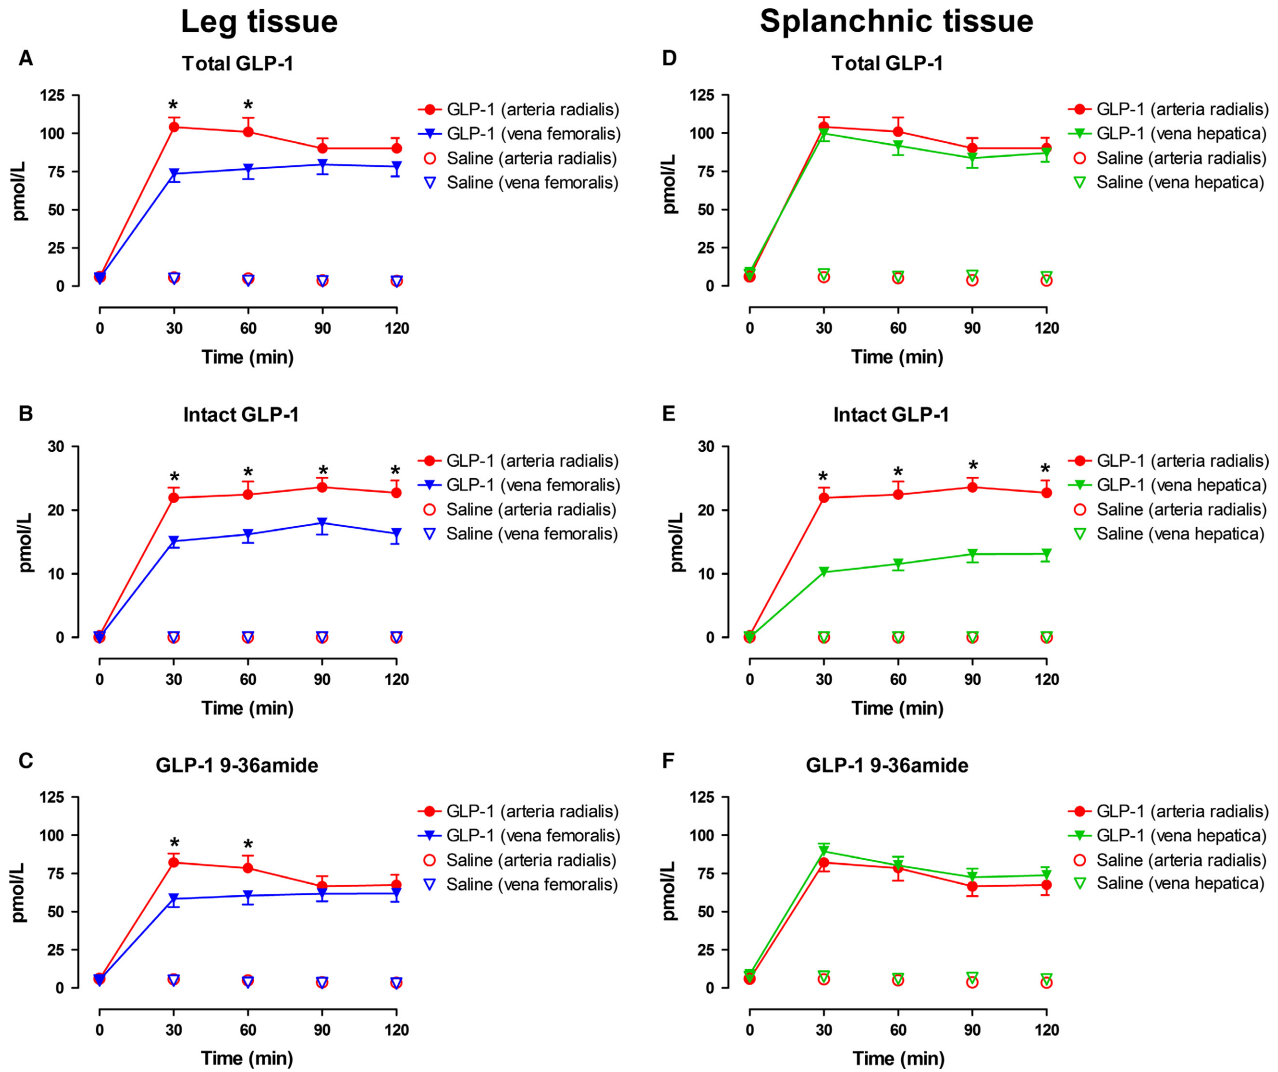 Leg tissue
Splanchnic tissue
A
Total GLP-1
125
100
75
50
25
0
pmol/L
0 30 60 90 120
Time (min)
* *
GLP-1 (arteria radialis)
GLP-1 (vena femoralis)
Saline (arteria radialis)
Saline (vena femoralis)
D
Total GLP-1
125
100
75
50
25
0
pmol/L
0 30 60 90 120
Time (min)
GLP-1 (arteria radialis)
GLP-1 (vena hepatica)
Saline (arteria radialis)
Saline (vena hepatica)
B
Intact GLP-1
30
20
10
0
pmol/L
0 30 60 90 120
Time (min)
* * * *
GLP-1 (arteria radialis)
GLP-1 (vena femoralis)
Saline (arteria radialis)
Saline (vena femoralis)
E
Intact GLP-1
30
20
10
0
pmol/L
0 30 60 90 120
Time (min)
* * * *
GLP-1 (arteria radialis)
GLP-1 (vena hepatica)
Saline (arteria radialis)
Saline (vena hepatica)
C
GLP-1 9-36amide
125
100
75
50
25
0
pmol/L
0 30 60 90 120
Time (min)
* *
GLP-1 (arteria radialis)
GLP-1 (vena femoralis)
Saline (arteria radialis)
Saline (vena femoralis)
F
GLP-1 9-36amide
125
100
75
50
25
0
pmol/L
0 30 60 90 120
Time (min)
GLP-1 (arteria radialis)
GLP-1 (vena hepatica)
Saline (arteria radialis)
Saline (vena hepatica)